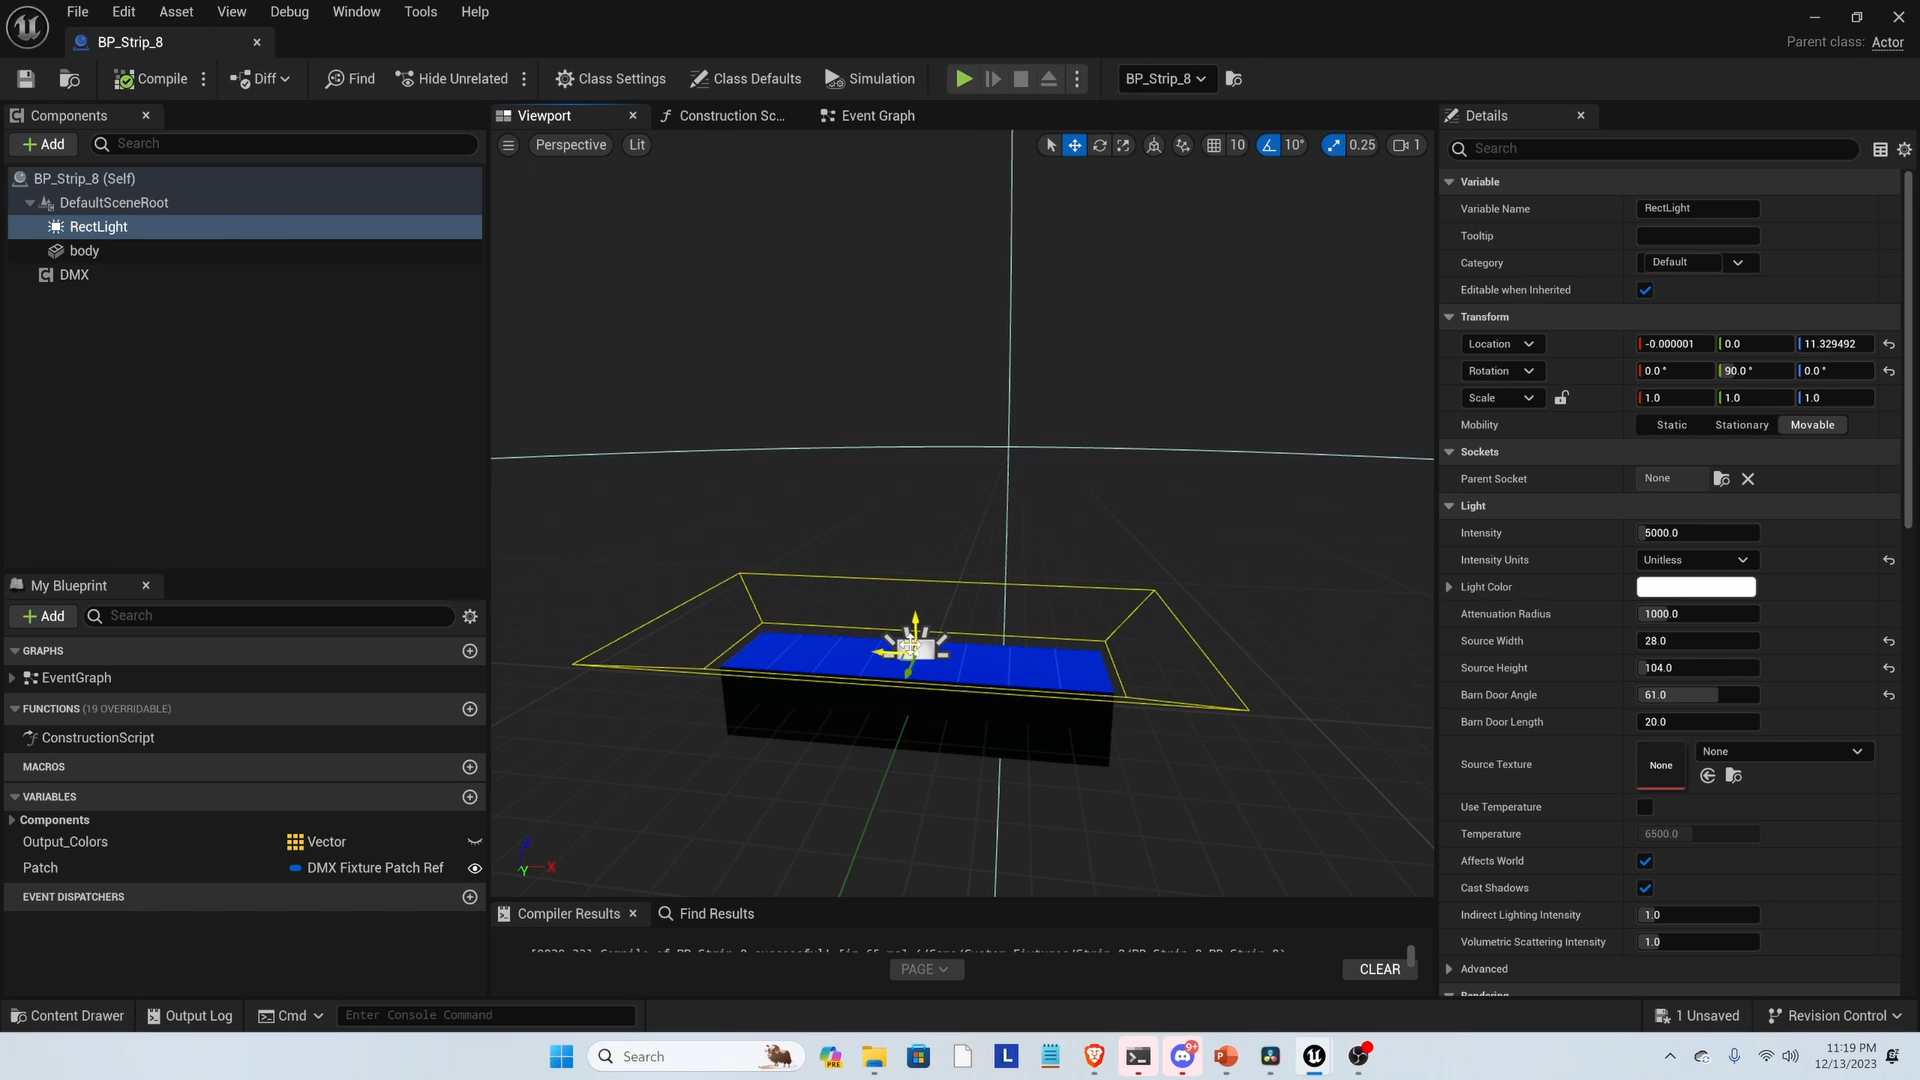 File Edit Asset View Debug Window Tools Help
BP_Strip_8
Parent class: Actor
Compile Diff Find Hide Unrelated Class Settings Class Defaults Simulation BP_Strip_8
Components
Viewport Construction Sc... Event Graph
Details
Add Search
Perspective Lit 10 10° 0.25 1
Search
BP_Strip_8 (Self)
DefaultSceneRoot
RectLight
body
DMX
Variable
Variable Name RectLight
Tooltip
Category Default
Editable when Inherited
Transform
Location -0.000001 0.0 11.329492
Rotation 0.0 ° 90.0 ° 0.0 °
Scale 1.0 1.0 1.0
Mobility Static Stationary Movable
Sockets
Parent Socket None
Light
Intensity 5000.0
Intensity Units Unitless
Light Color
Attenuation Radius 1000.0
Source Width 28.0
Source Height 104.0
Barn Door Angle 61.0
Barn Door Length 20.0
Source Texture None None
Use Temperature
Temperature 6500.0
Affects World
Cast Shadows
Indirect Lighting Intensity 1.0
Volumetric Scattering Intensity 1.0
Advanced
Rendering
My Blueprint
Add Search
GRAPHS
EventGraph
FUNCTIONS (19 OVERRIDABLE)
ConstructionScript
MACROS
VARIABLES
Components
Output_Colors Vector
Patch DMX Fixture Patch Ref
EVENT DISPATCHERS
Z X Y
Compiler Results Find Results
PAGE CLEAR
Content Drawer Output Log Cmd Enter Console Command 1 Unsaved Revision Control
Search PRE L 9+
11:19 PM
12/13/2023